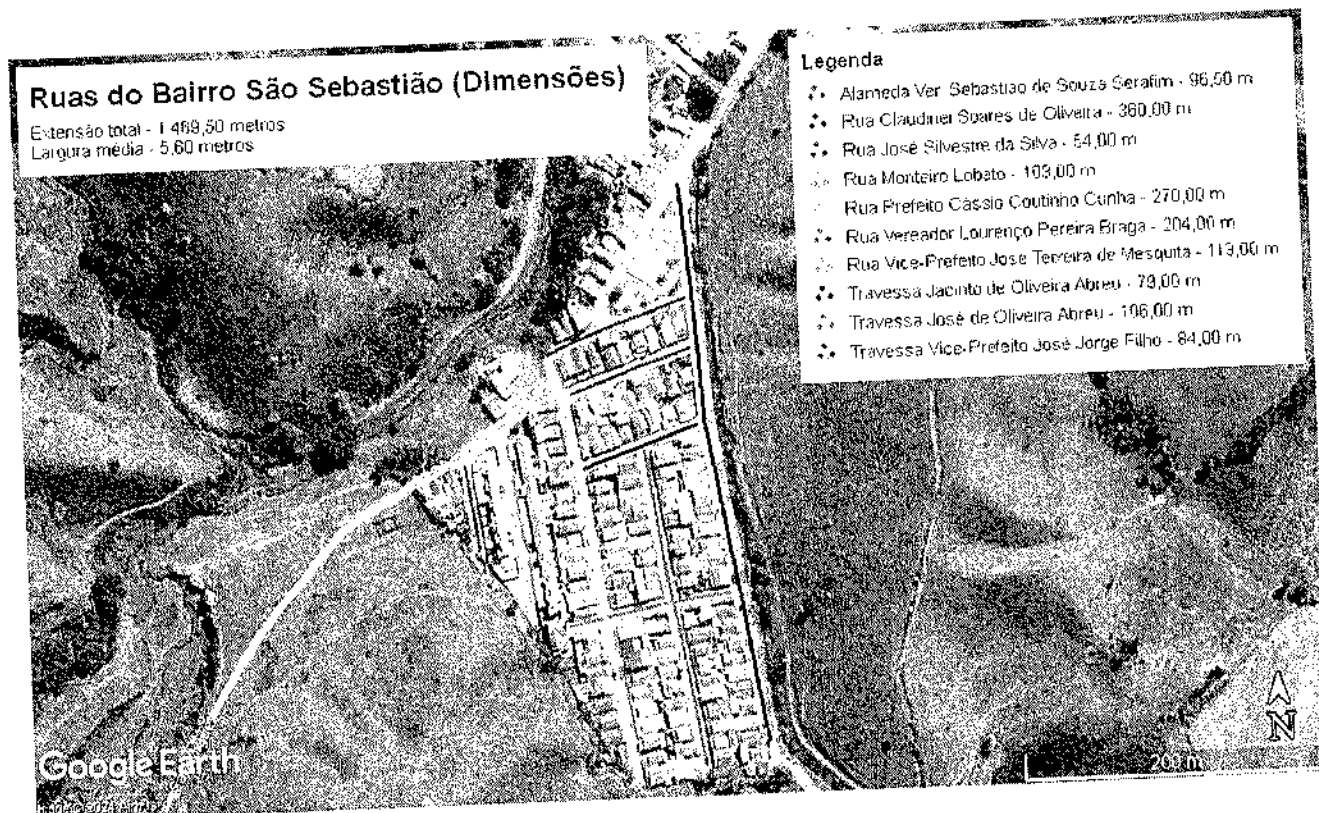 Ruas do Bairro São Sebastião (Dimensões)
Extensão total - 1.469,50 metros
Largura média - 5,60 metros
Legenda
Alameda Ver. Sebastião de Souza Serafim - 96,50 m
Rua Claudinei Soares de Oliveira - 360,00 m
Rua José Silvestre da Silva - 54,00 m
Rua Monteiro Lobato - 103,00 m
Rua Prefeito Cássio Coutinho Cunha - 270,00 m
Rua Vereador Lourenço Pereira Braga - 204,00 m
Rua Vice-Prefeito José Ferreira de Mesquita - 113,00 m
Travessa Jacinto de Oliveira Abreu - 79,00 m
Travessa José de Oliveira Abreu - 106,00 m
Travessa Vice-Prefeito José Jorge Filho - 84,00 m
N
Google Earth
200 m